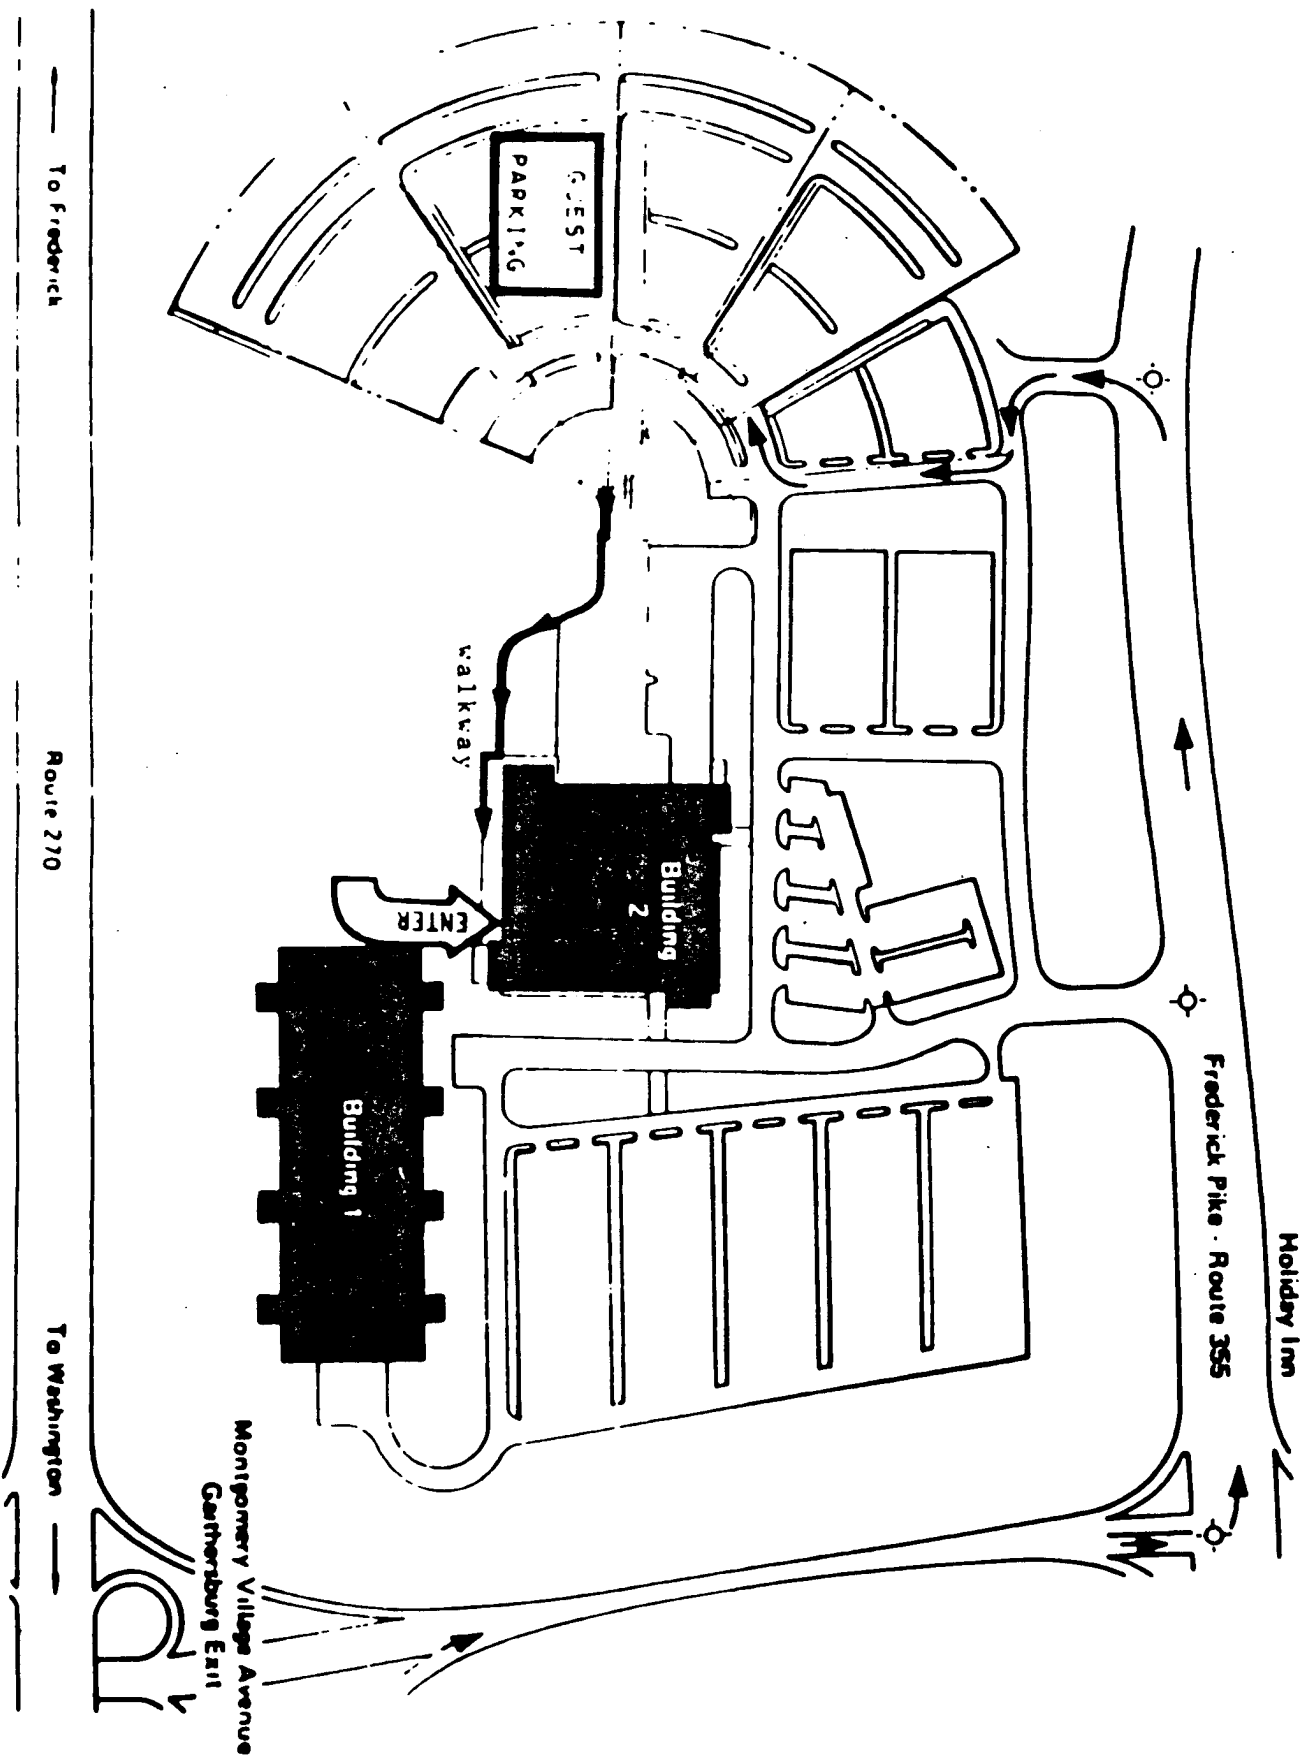 Holiday Inn
Frederick Pike - Route 355
GUEST
PARKING
walkway
Building
2
ENTER
Building 1
Montgomery Village Avenue
Gaithersburg Exit
← To Frederick
Route 270
To Washington →